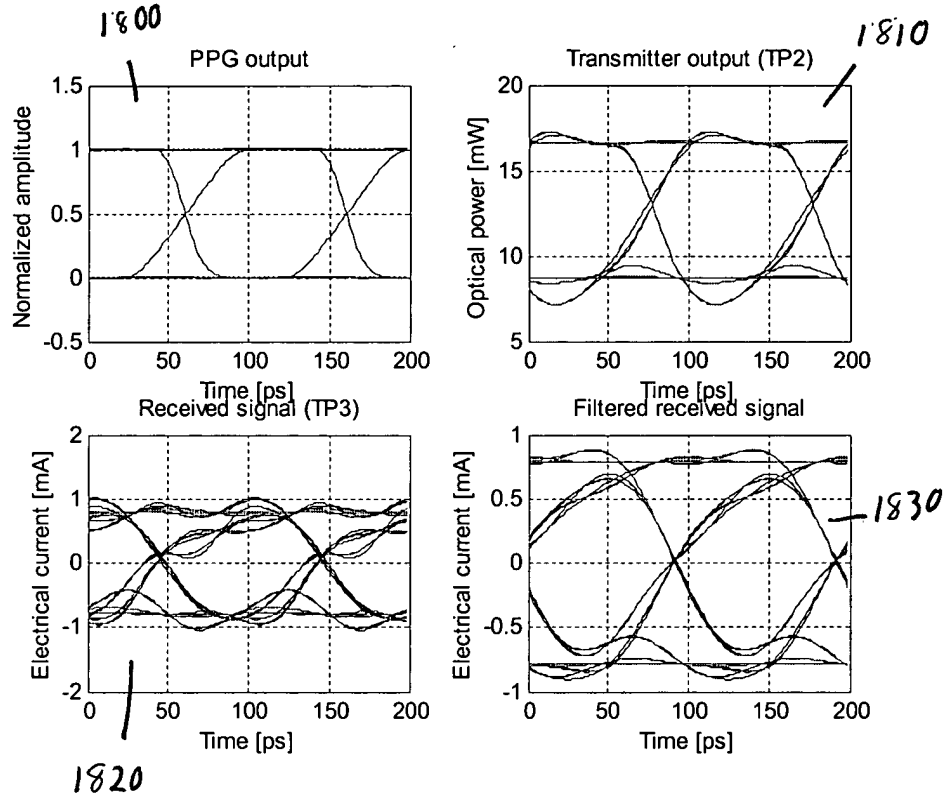 1800
1810
PPG output
Transmitter output (TP2)
Normalized amplitude
1.5
1
0.5
0
-0.5
0 50 100 150 200
Time [ps]
Optical power [mW]
20
15
10
5
0 50 100 150 200
Time [ps]
Received signal (TP3)
Filtered received signal
Electrical current [mA]
2
1
0
-1
-2
0 50 100 150 200
Time [ps]
Electrical current [mA]
1
0.5
0
-0.5
-1
0 50 100 150 200
Time [ps]
1830
1820